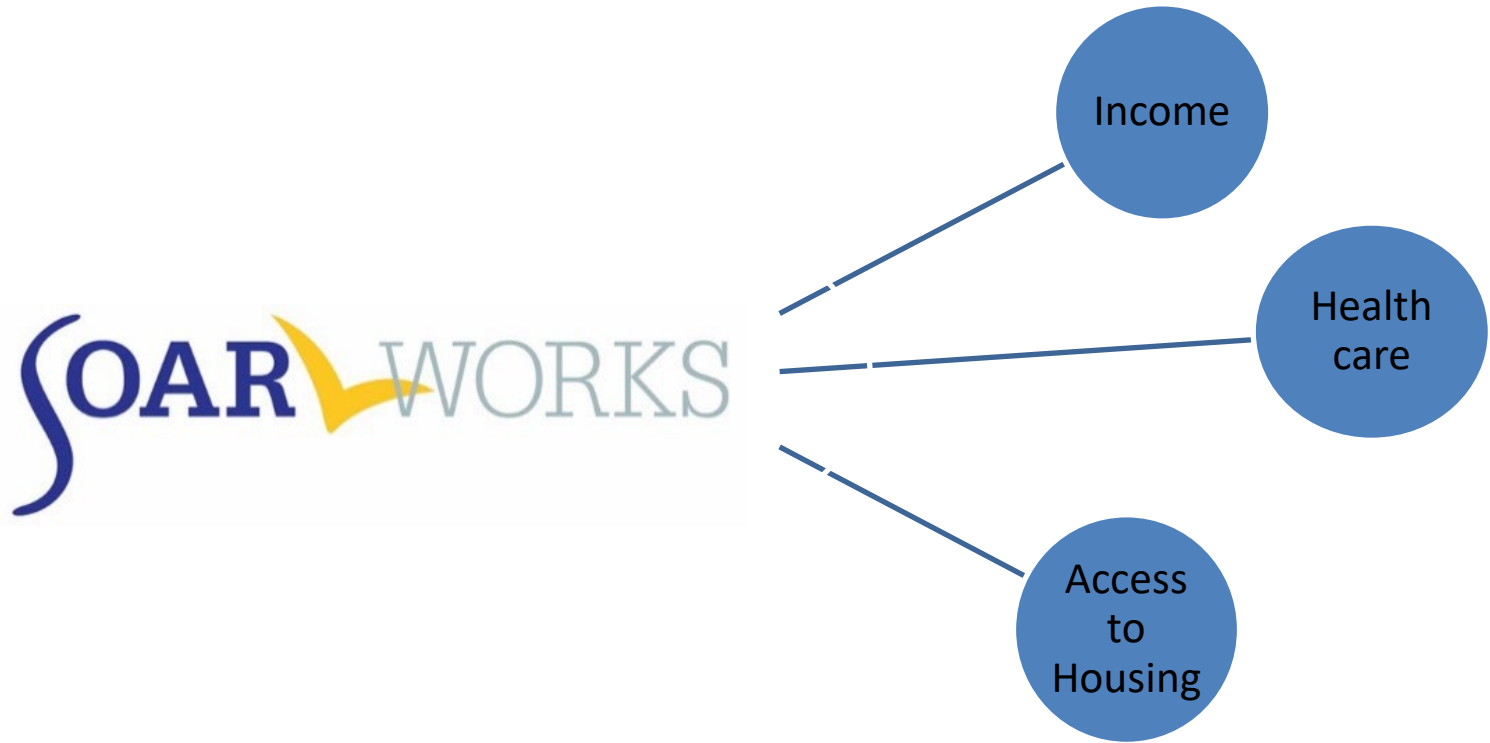 SOAR WORKS
Income
Health
care
Access
to
Housing